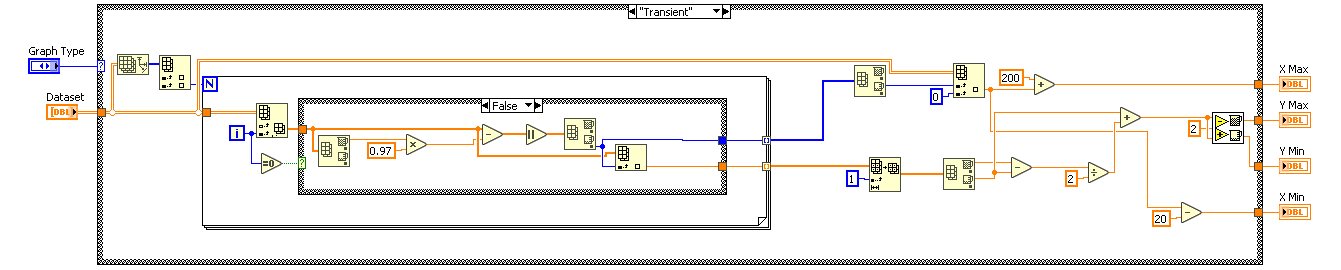 "Transient"
Graph Type
?
Dataset
DBL
N
i
=0
?
False
0.97
×
-
||
0
1
200
+
-
2
÷
+
20
-
2
X Max
DBL
Y Max
DBL
Y Min
DBL
X Min
DBL